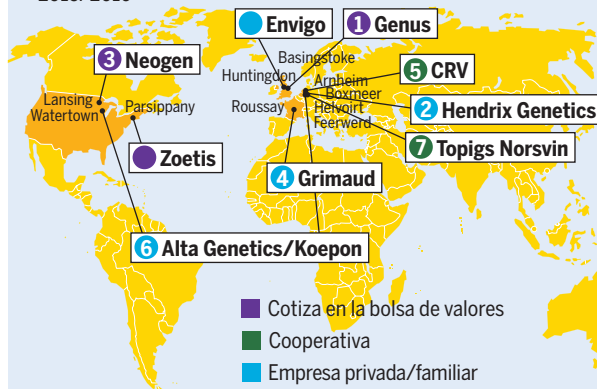 Envigo
1 Genus
3 Neogen
Basingstoke
Huntingdon
5 CRV
Arnheim
Boxmeer
Lansing
Parsippany
Watertown
Roussay
Helvoirt
2 Hendrix Genetics
Feerwerd
Zoetis
7 Topigs Norsvin
4 Grimaud
6 Alta Genetics/Koepon
Cotiza en la bolsa de valores
Cooperativa
Empresa privada/familiar